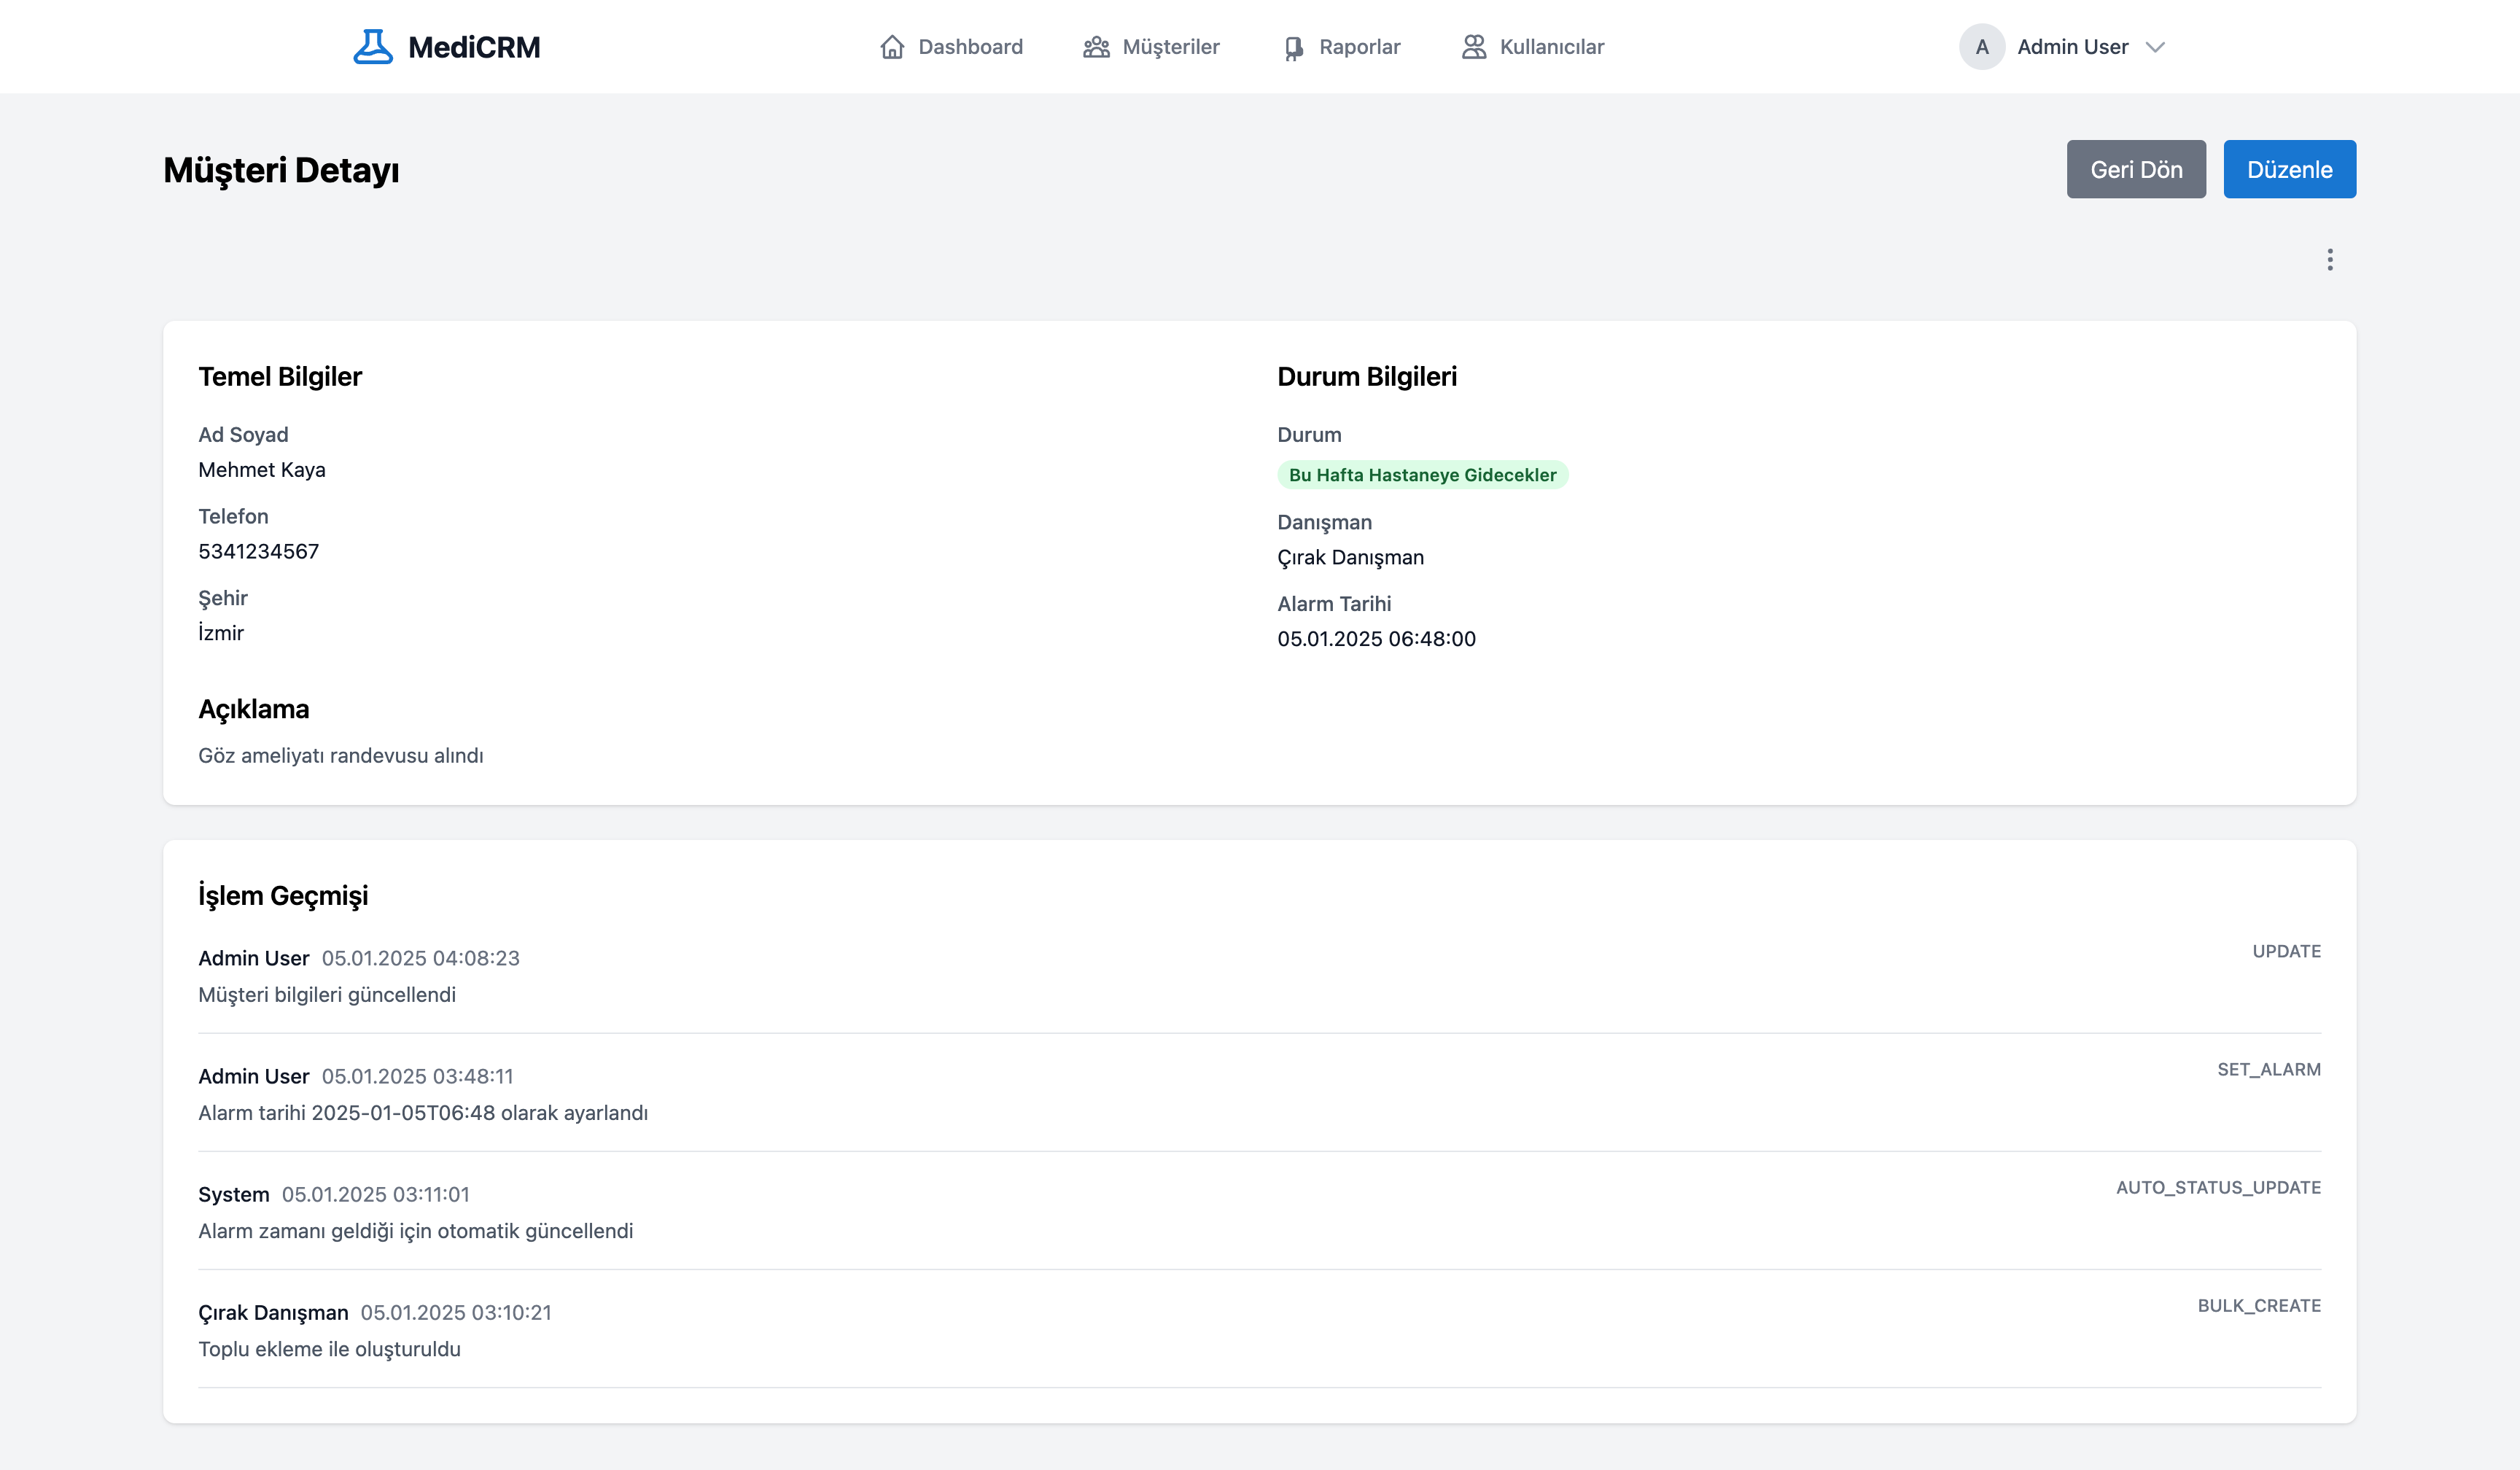 MediCRM
Dashboard
Müşteriler
Raporlar
Kullanıcılar
A
Admin User
Müşteri Detayı
Geri Dön
Düzenle
Temel Bilgiler
Ad Soyad
Mehmet Kaya
Telefon
5341234567
Şehir
İzmir
Durum Bilgileri
Durum
Bu Hafta Hastaneye Gidecekler
Danışman
Çırak Danışman
Alarm Tarihi
05.01.2025 06:48:00
Açıklama
Göz ameliyatı randevusu alındı
İşlem Geçmişi
Admin User 05.01.2025 04:08:23
UPDATE
Müşteri bilgileri güncellendi
Admin User 05.01.2025 03:48:11
SET_ALARM
Alarm tarihi 2025-01-05T06:48 olarak ayarlandı
System 05.01.2025 03:11:01
AUTO_STATUS_UPDATE
Alarm zamanı geldiği için otomatik güncellendi
Çırak Danışman 05.01.2025 03:10:21
BULK_CREATE
Toplu ekleme ile oluşturuldu